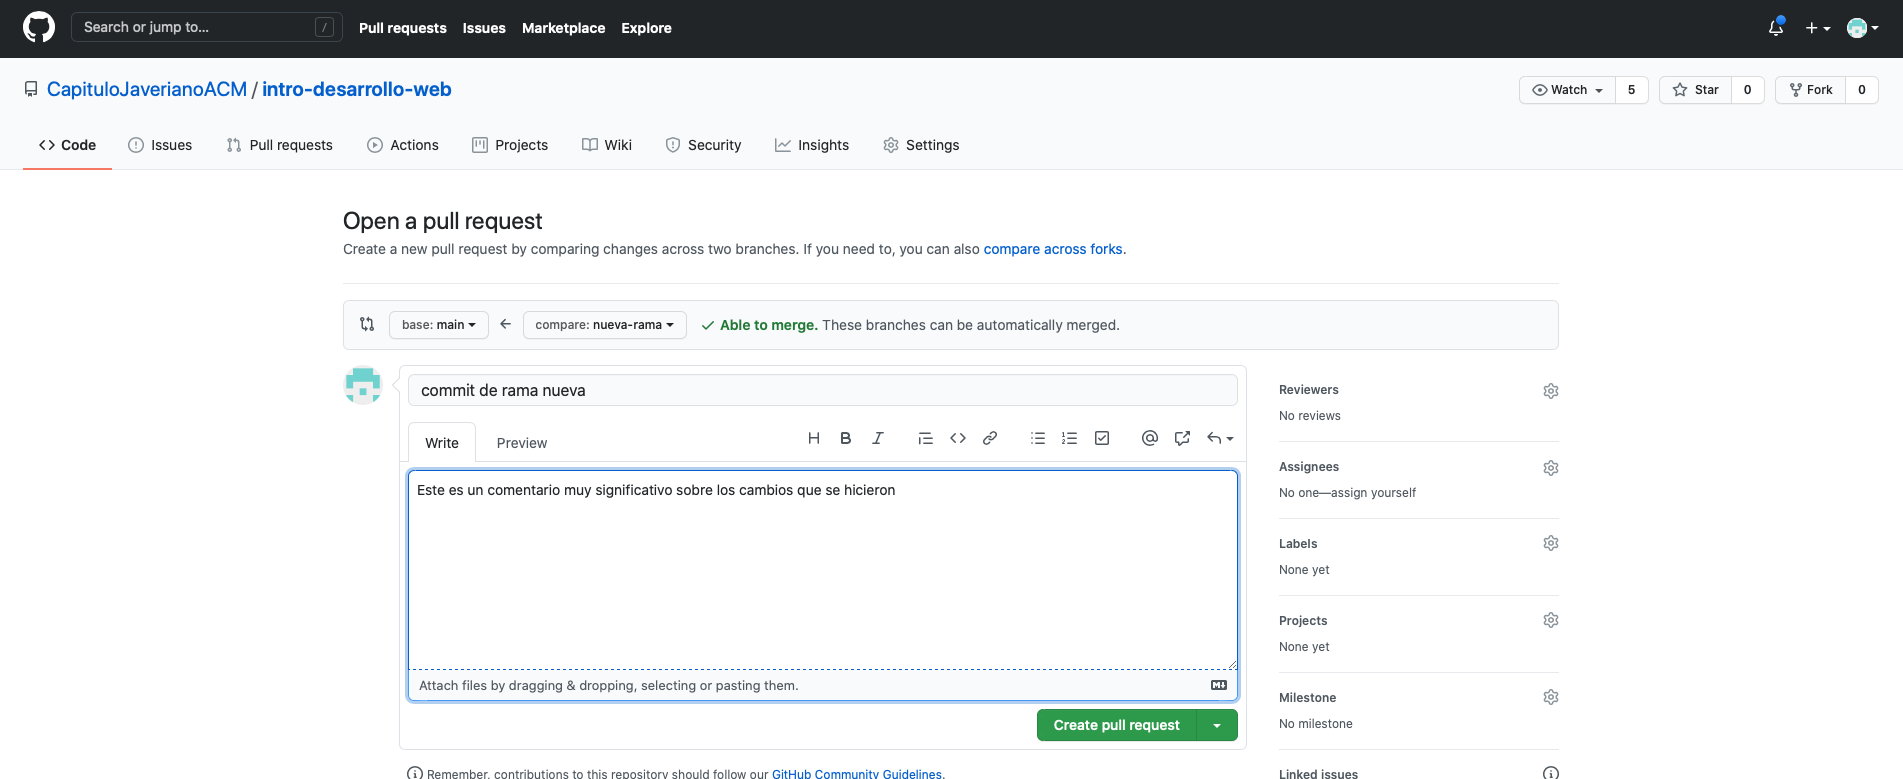 Search or jump to... / Pull requests Issues Marketplace Explore
CapituloJaverianoACM / intro-desarrollo-web Watch 5 Star 0 Fork 0
Code Issues Pull requests Actions Projects Wiki Security Insights Settings
Open a pull request
Create a new pull request by comparing changes across two branches. If you need to, you can also compare across forks.
base: main compare: nueva-rama Able to merge. These branches can be automatically merged.
commit de rama nueva
Write Preview
Este es un comentario muy significativo sobre los cambios que se hicieron
Attach files by dragging & dropping, selecting or pasting them.
Create pull request
Remember, contributions to this repository should follow our GitHub Community Guidelines.
Reviewers
No reviews
Assignees
No one—assign yourself
Labels
None yet
Projects
None yet
Milestone
No milestone
Linked issues